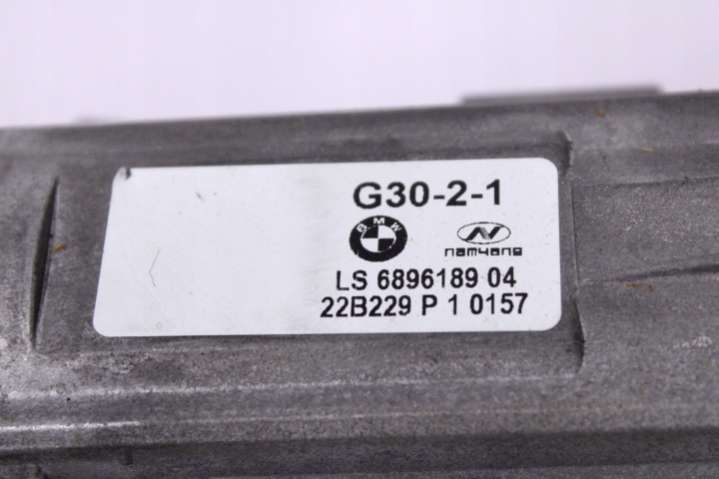 G30-2-1
BMW
namyang
LS 6896189 04
22B229 P 1 0157